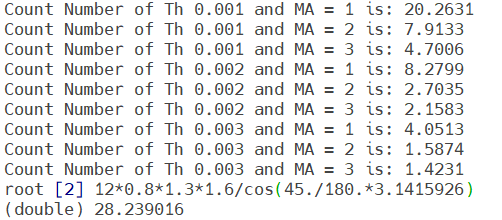 Count Number of Th 0.001 and MA = 1 is: 20.2631
Count Number of Th 0.001 and MA = 2 is: 7.9133
Count Number of Th 0.001 and MA = 3 is: 4.7006
Count Number of Th 0.002 and MA = 1 is: 8.2799
Count Number of Th 0.002 and MA = 2 is: 2.7035
Count Number of Th 0.002 and MA = 3 is: 2.1583
Count Number of Th 0.003 and MA = 1 is: 4.0513
Count Number of Th 0.003 and MA = 2 is: 1.5874
Count Number of Th 0.003 and MA = 3 is: 1.4231
root [2] 12*0.8*1.3*1.6/cos(45./180.*3.1415926)
(double) 28.239016